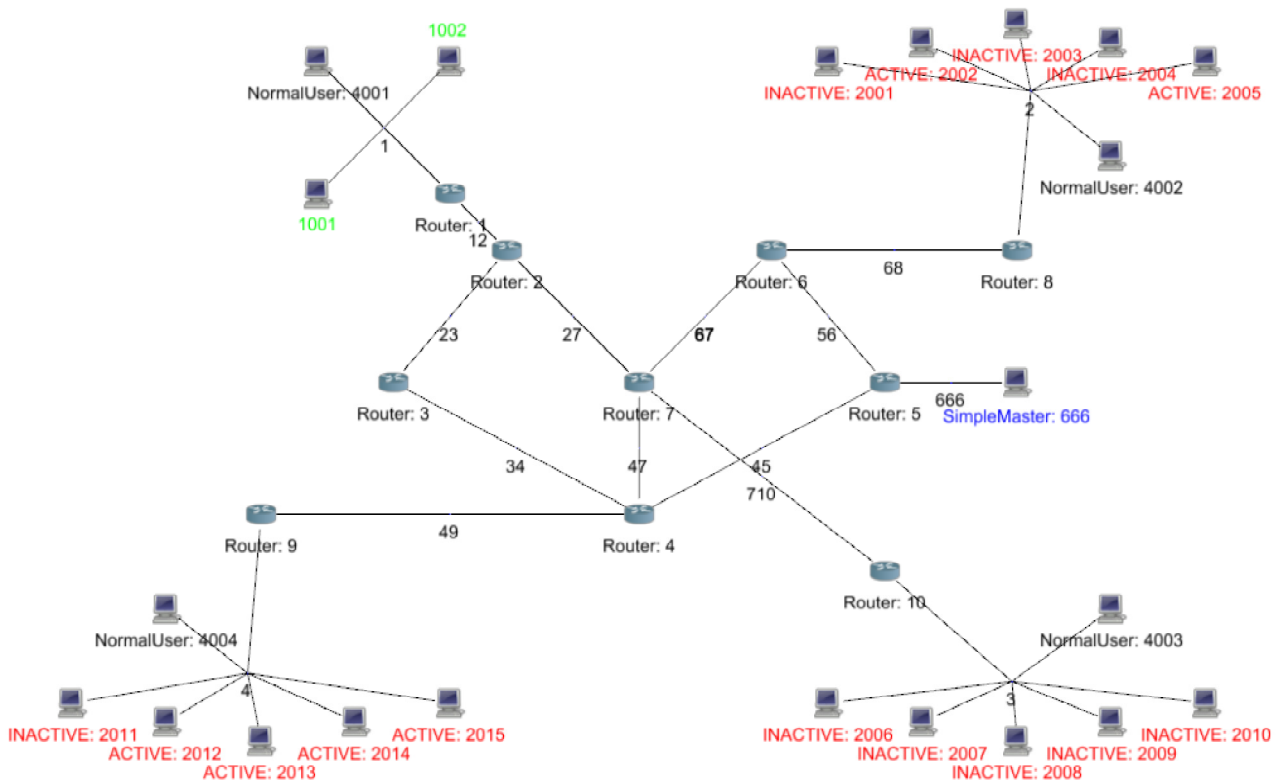 1002
INACTIVE: 2003
NormalUser: 4001
ACTIVE: 2002
INACTIVE: 2004
INACTIVE: 2001
ACTIVE: 2005
2
1
NormalUser: 4002
1001
Router: 1
12
Router: 2
Router: 6
68
Router: 8
23
27
67
56
Router: 3
Router: 7
Router: 5
666
SimpleMaster: 666
34
47
45
710
49
Router: 9
Router: 4
Router: 10
NormalUser: 4004
NormalUser: 4003
4
3
INACTIVE: 2011
ACTIVE: 2015
INACTIVE: 2006
INACTIVE: 2010
ACTIVE: 2012
ACTIVE: 2014
INACTIVE: 2007
INACTIVE: 2009
ACTIVE: 2013
INACTIVE: 2008